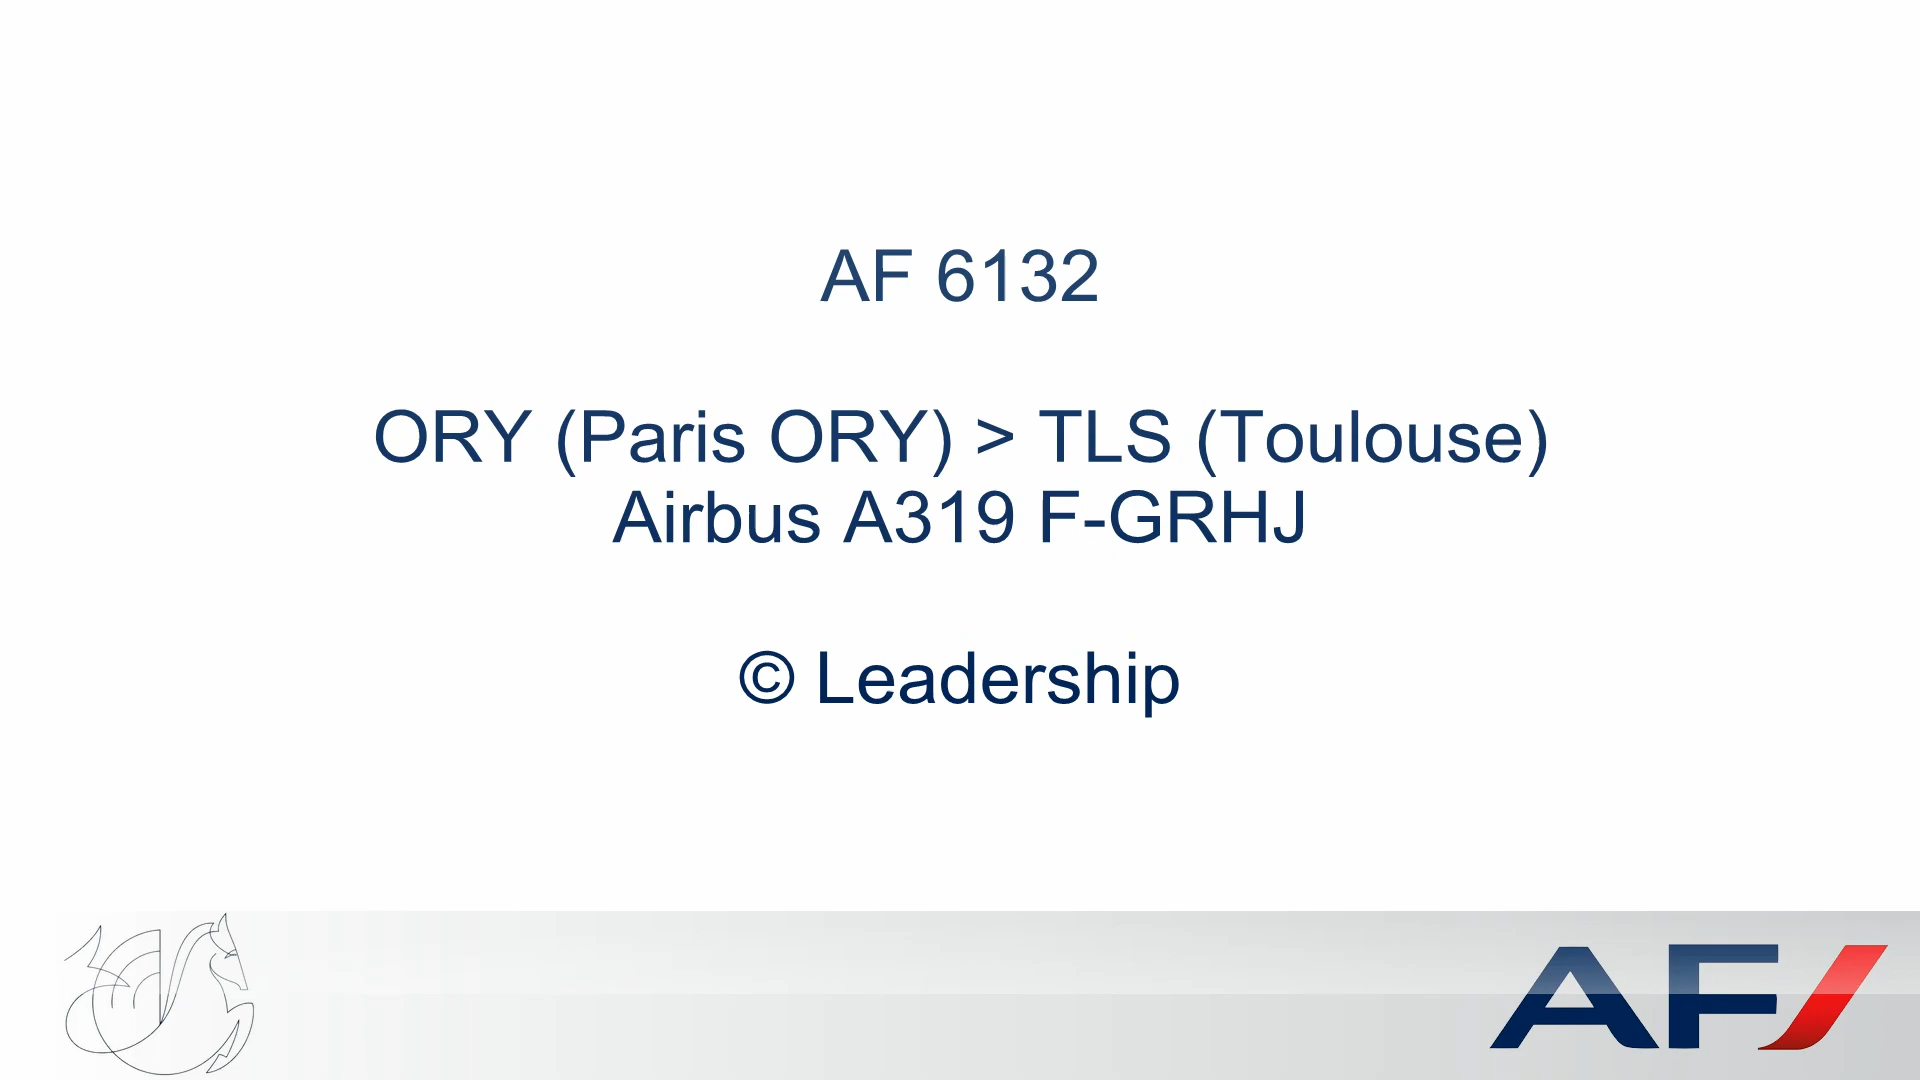 AF 6132
ORY (Paris ORY) > TLS (Toulouse)
Airbus A319 F-GRHJ
© Leadership
AF